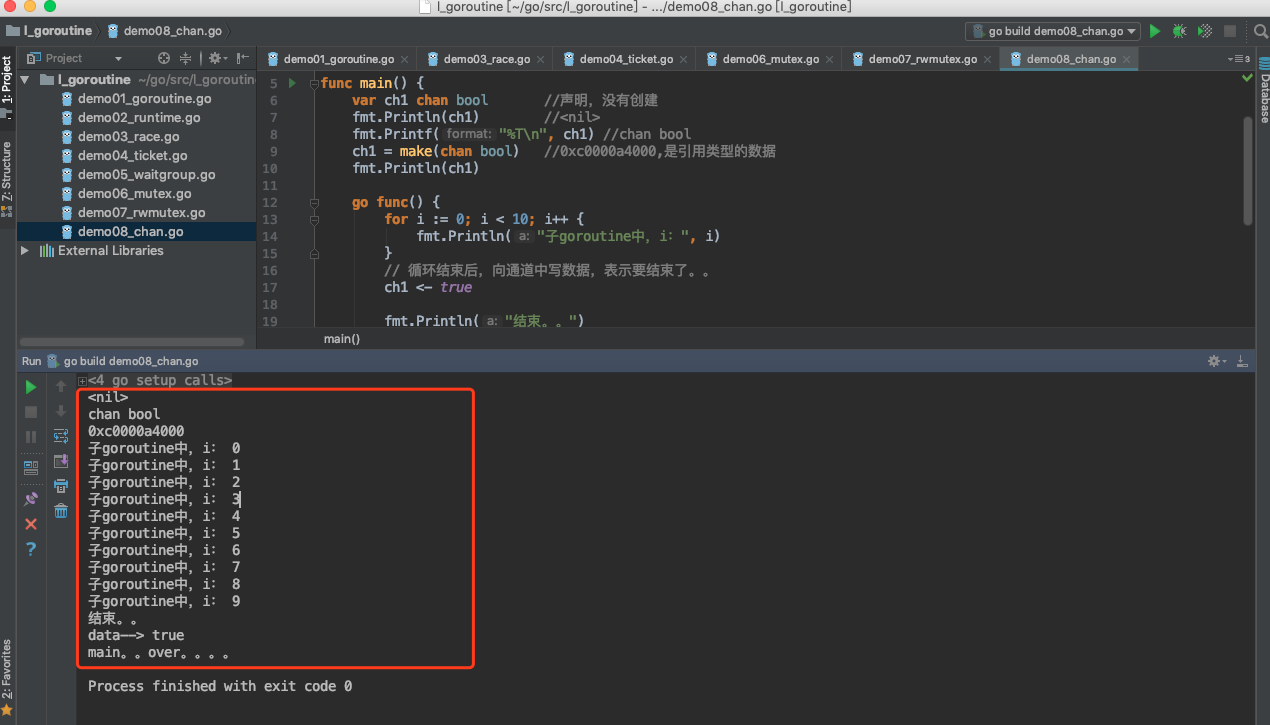 l_goroutine [~/go/src/l_goroutine] - .../demo08_chan.go [l_goroutine]
l_goroutine demo08_chan.go go build demo08_chan.go
Project
demo01_goroutine.go demo03_race.go demo04_ticket.go demo06_mutex.go demo07_rwmutex.go demo08_chan.go
3
1: Project
Z: Structure
2: Favorites
Database
l_goroutine ~/go/src/l_goroutin
demo01_goroutine.go
demo02_runtime.go
demo03_race.go
demo04_ticket.go
demo05_waitgroup.go
demo06_mutex.go
demo07_rwmutex.go
demo08_chan.go
External Libraries
5 func main() {
6 var ch1 chan bool //声明，没有创建
7 fmt.Println(ch1) //<nil>
8 fmt.Printf( format: "%T\n", ch1) //chan bool
9 ch1 = make(chan bool) //0xc0000a4000,是引用类型的数据
10 fmt.Println(ch1)
11
12 go func() {
13 for i := 0; i < 10; i++ {
14 fmt.Println( a: "子goroutine中，i：", i)
15 }
16 // 循环结束后，向通道中写数据，表示要结束了。。
17 ch1 <- true
18
19 fmt.Println( a: "结束。。")
main()
Run go build demo08_chan.go
<4 go setup calls>
<nil>
chan bool
0xc0000a4000
子goroutine中，i： 0
子goroutine中，i： 1
子goroutine中，i： 2
子goroutine中，i： 3
子goroutine中，i： 4
子goroutine中，i： 5
子goroutine中，i： 6
子goroutine中，i： 7
子goroutine中，i： 8
子goroutine中，i： 9
结束。。
data--> true
main。。over。。。。
Process finished with exit code 0